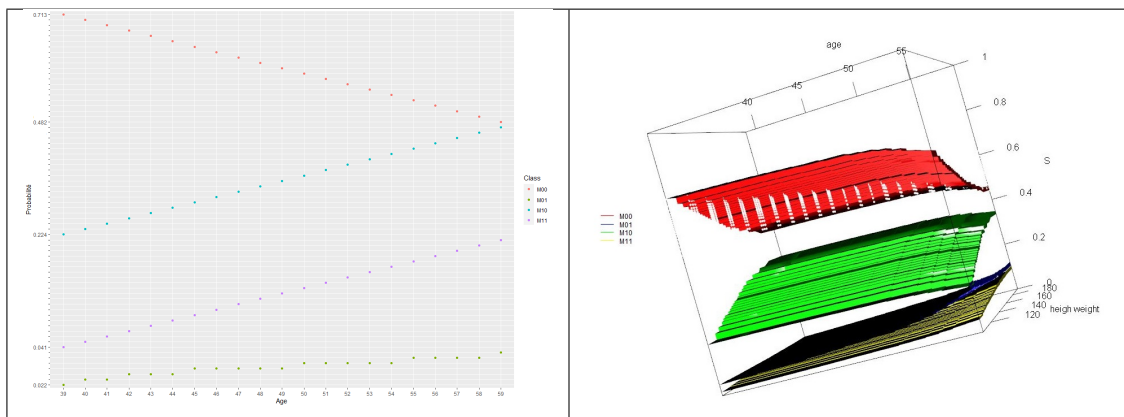 0.713
0.482
0.224
0.041
0.022
Probabilité
39 40 41 42 43 44 45 46 47 48 49 50 51 52 53 54 55 56 57 58 59
Age
Class
M00
M01
M10
M11
age
40 45 50 55
1
0.8
0.6
S
0.4
0.2
0
180
160
140
120
heigh weight
M00
M01
M10
M11